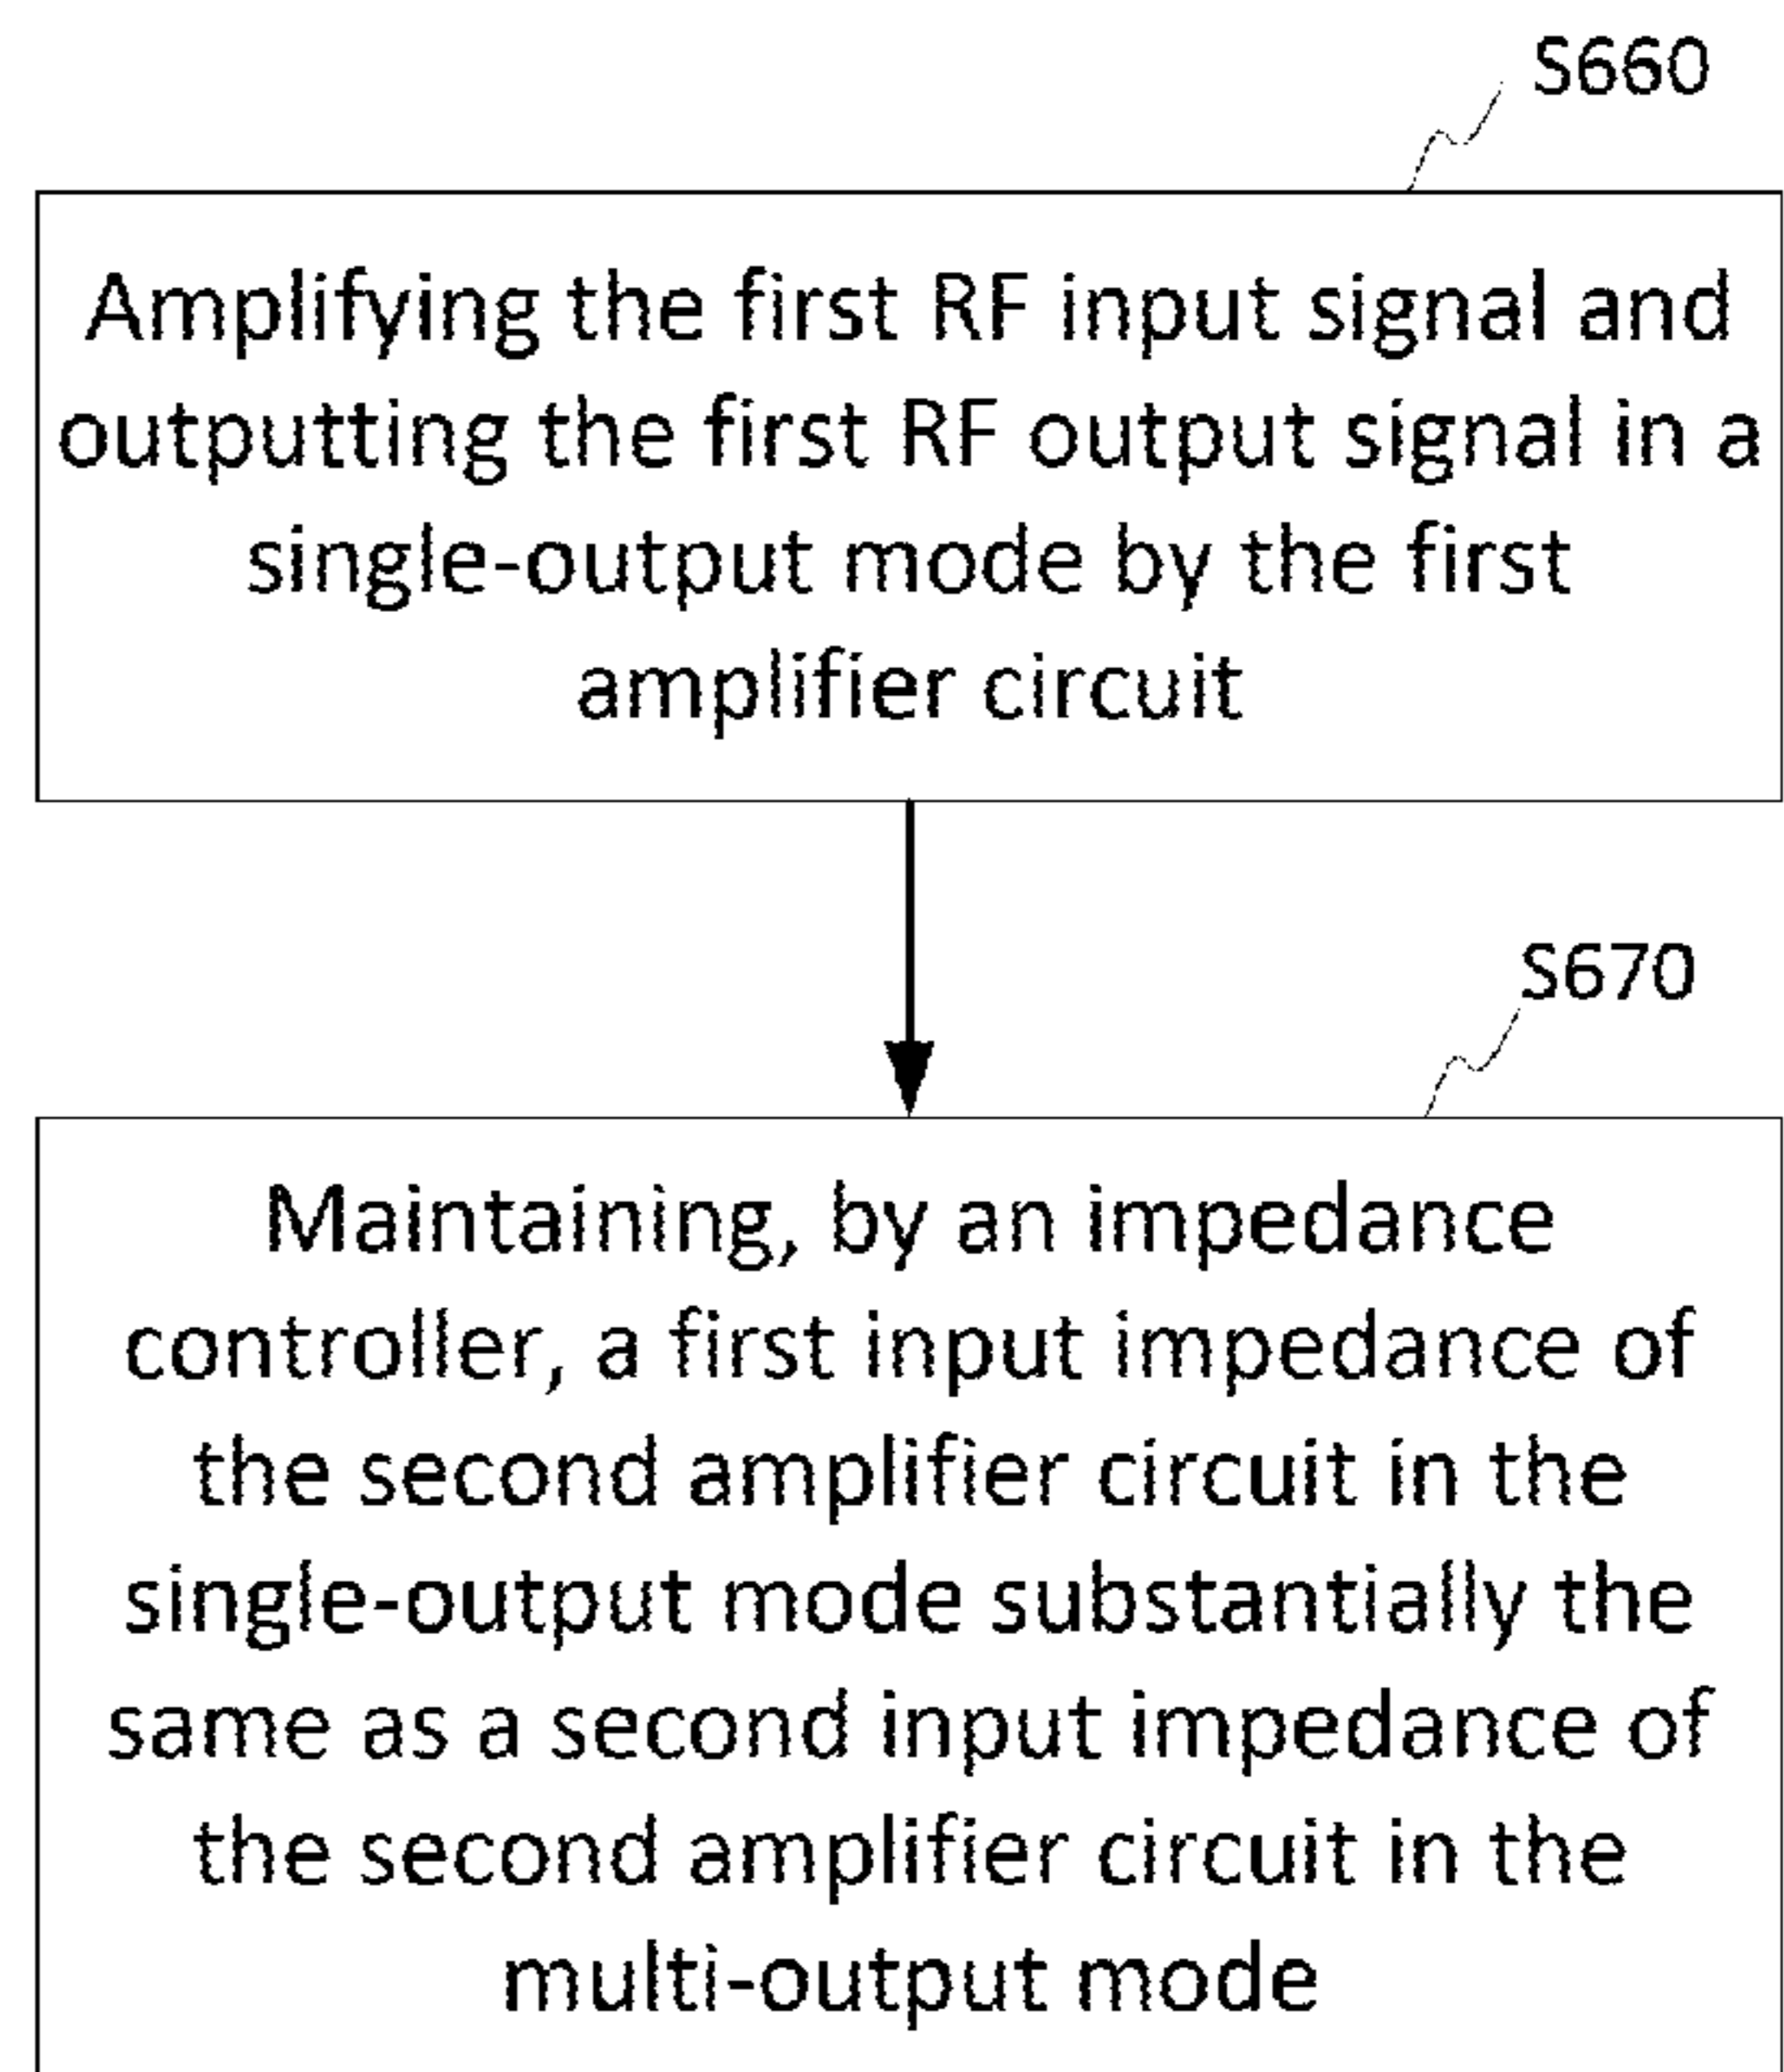 S660
Amplifying the first RF input signal and
outputting the first RF output signal in a
single-output mode by the first
amplifier circuit
S670
Maintaining, by an impedance
controller, a first input impedance of
the second amplifier circuit in the
single-output mode substantially the
same as a second input impedance of
the second amplifier circuit in the
multi-output mode